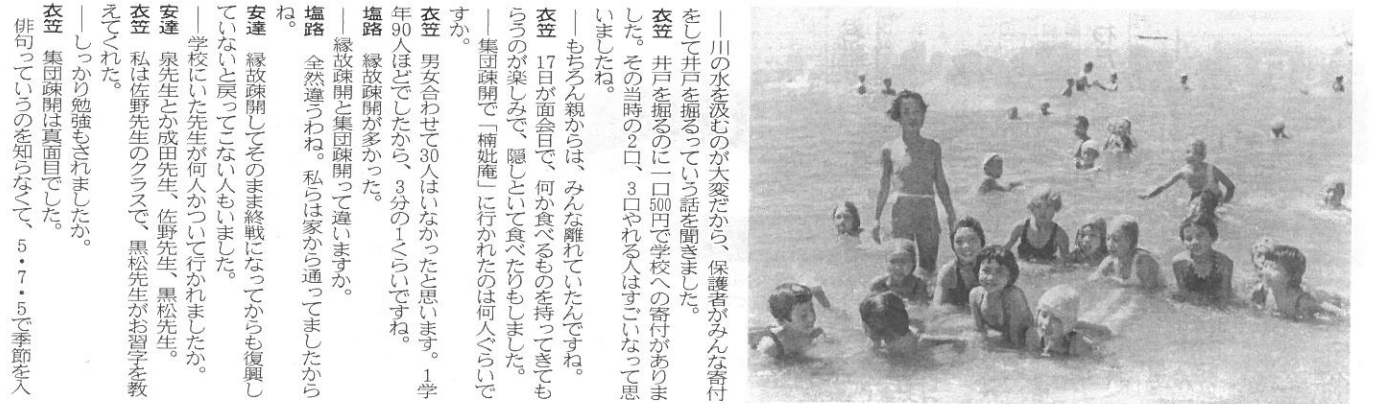 ――川の水を汲むのが大変だから、保護者がみんな寄付
をして井戸を掘るっていう話を聞きました。
衣笠　井戸を掘るのに一口500円で学校への寄付がありま
した。その当時の2口、3口やれる人はすごいなって思
いましたね。
――もちろん親からは、みんな離れていたんですね。
衣笠　17日が面会日で、何か食べるものを持ってきても
らうのが楽しみで、隠しといて食べたりもしました。
――集団疎開で「楠妣庵」に行かれたのは何人ぐらいで
すか。
衣笠　男女合わせて30人はいなかったと思います。1学
年90人ほどでしたから、3分の1くらいですね。
塩路　縁故疎開が多かった。
――縁故疎開と集団疎開って違いますか。
塩路　全然違うわね。私らは家から通ってましたから
ね。
安達　縁故疎開してそのまま終戦になってからも復興し
ていないと戻ってこない人もいました。
――学校にいた先生が何人かついて行かれましたか。
安達　泉先生とか成田先生、佐野先生、黒松先生。
衣笠　私は佐野先生のクラスで、黒松先生がお習字を教
えてくれた。
――しっかり勉強もされましたか。
衣笠　集団疎開は真面目でした。
俳句っていうのを知らなくて、5・7・5で季節を入